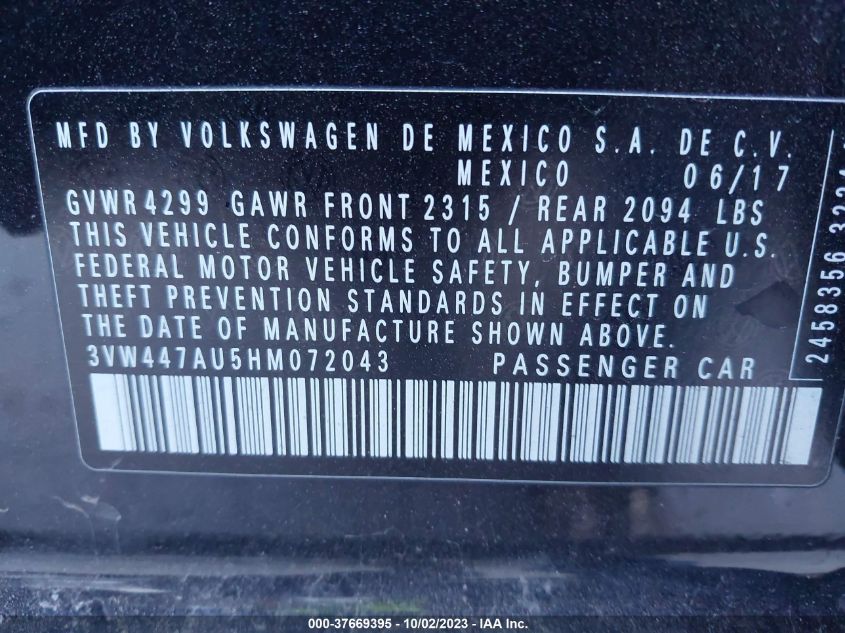 MFD BY VOLKSWAGEN DE MEXICO S.A. DE C.V.
MEXICO 06/17
GVWR 4299 GAWR FRONT 2315 / REAR 2094 LBS
THIS VEHICLE CONFORMS TO ALL APPLICABLE U.S.
FEDERAL MOTOR VEHICLE SAFETY, BUMPER AND
THEFT PREVENTION STANDARDS IN EFFECT ON
THE DATE OF MANUFACTURE SHOWN ABOVE.
3VW447AU5HM072043 PASSENGER CAR
2458356
000-37669395 - 10/02/2023 - IAA Inc.